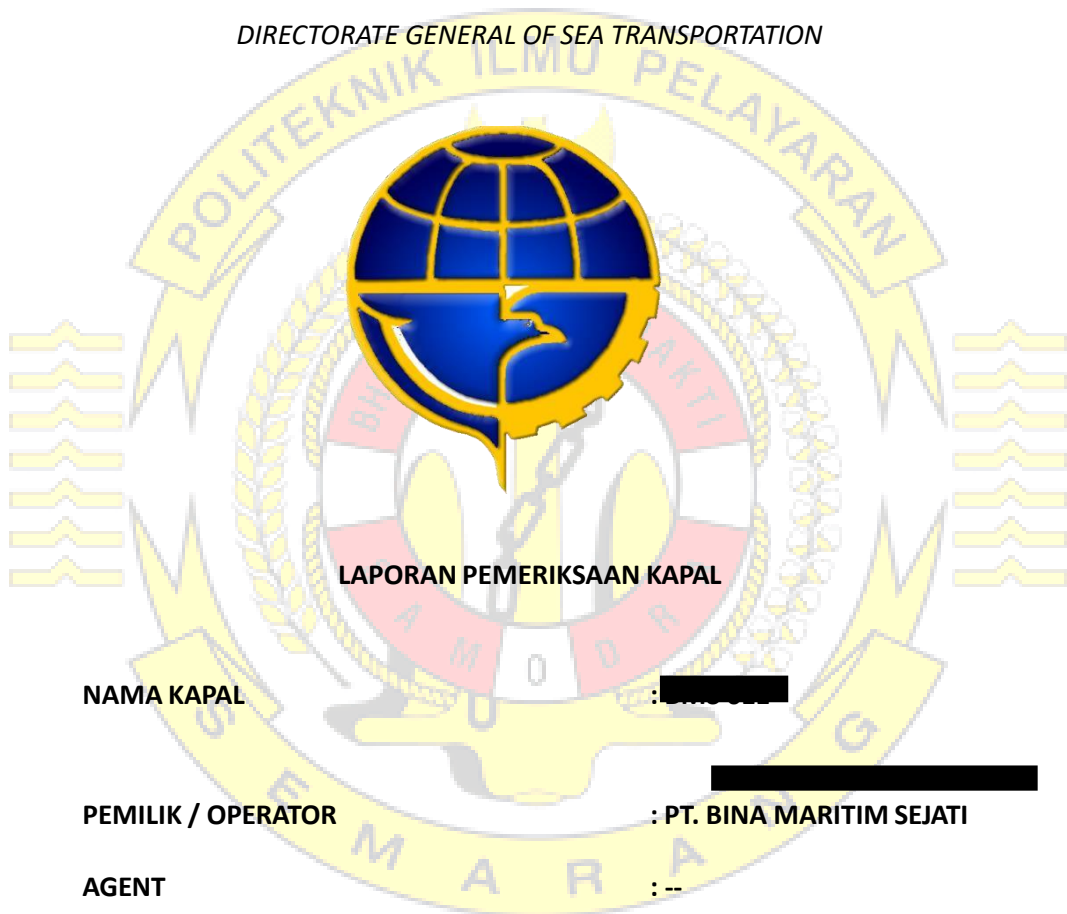 DIRECTORATE GENERAL OF SEA TRANSPORTATION
POLITEKNIK ILMU PELAYARAN
LAPORAN PEMERIKSAAN KAPAL
NAMA KAPAL :
PEMILIK / OPERATOR : PT. BINA MARITIM SEJATI
AGENT : --
SEMARANG